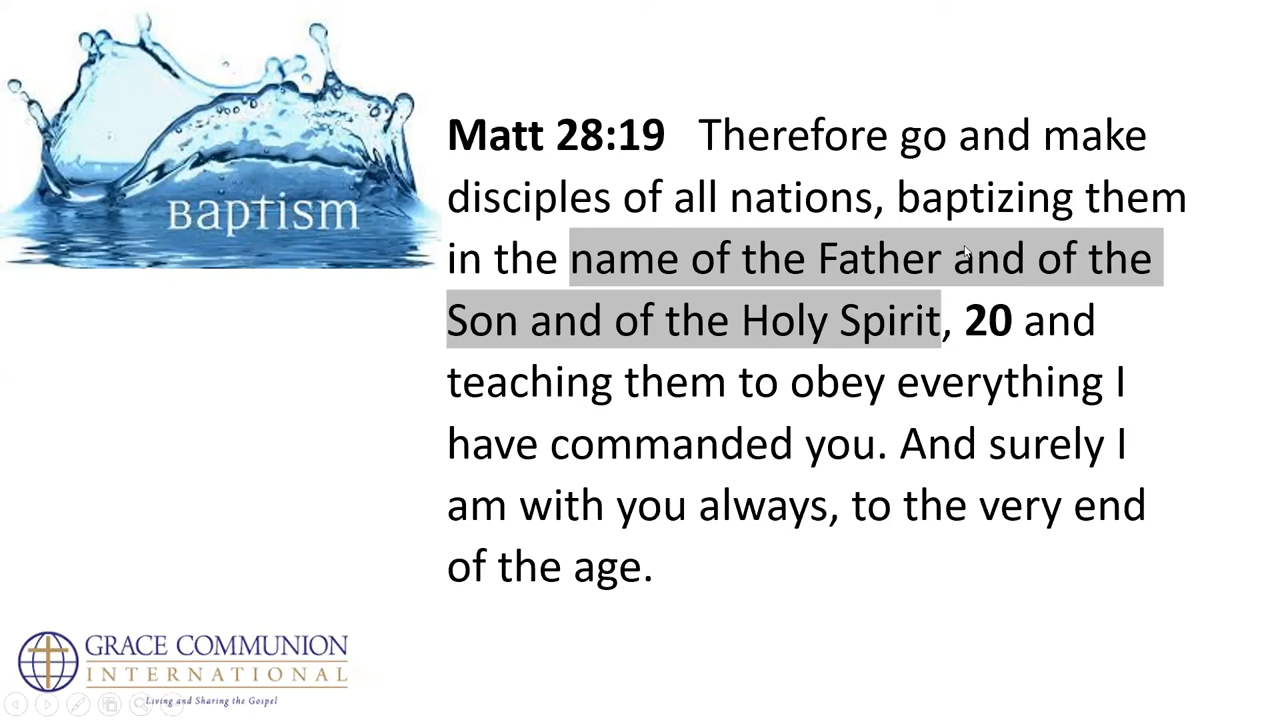 Baptism
Matt 28:19 Therefore go and make
disciples of all nations, baptizing them
in the name of the Father and of the
Son and of the Holy Spirit, 20 and
teaching them to obey everything I
have commanded you. And surely I
am with you always, to the very end
of the age.
GRACE COMMUNION
INTERNATIONAL
Living and Sharing the Gospel